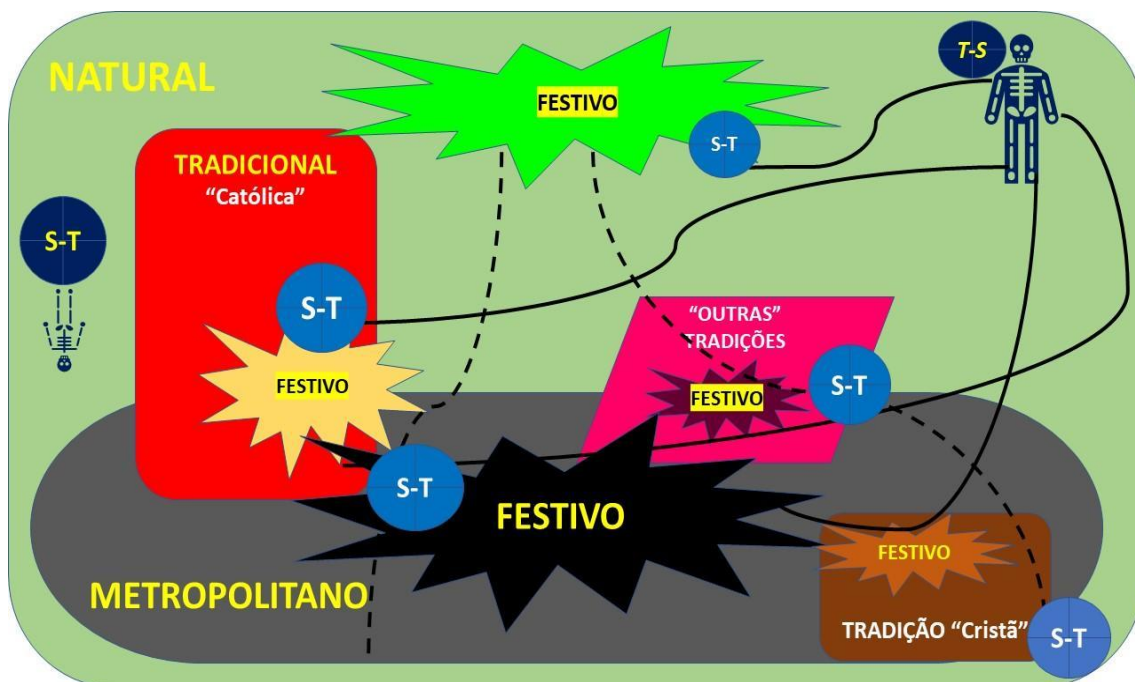 NATURAL
T-S
FESTIVO
S-T
TRADICIONAL
“Católica”
S-T
S-T
“OUTRAS”
TRADIÇÕES
FESTIVO
FESTIVO
S-T
S-T
FESTIVO
METROPOLITANO
FESTIVO
TRADIÇÃO “Cristã”
S-T